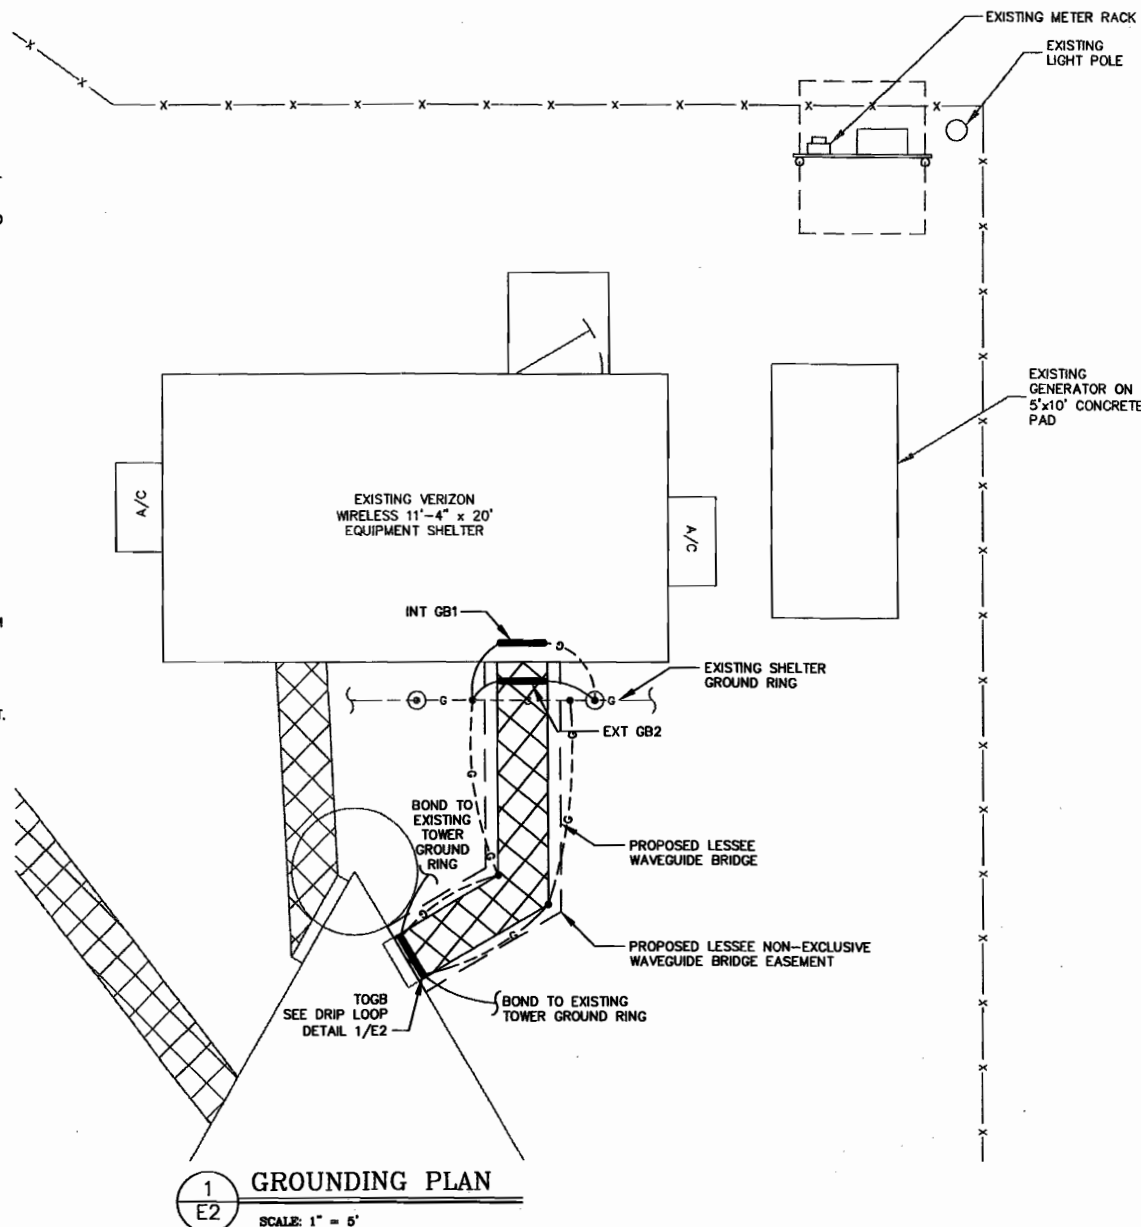 EXISTING METER RACK
EXISTING
LIGHT POLE
EXISTING
GENERATOR ON
5'x10' CONCRETE
PAD
A/C
EXISTING VERIZON
WIRELESS 11'-4" x 20'
EQUIPMENT SHELTER
A/C
INT GB1
EXISTING SHELTER
GROUND RING
EXT GB2
T.
BOND TO
EXISTING
TOWER
GROUND
RING
PROPOSED LESSEE
WAVEGUIDE BRIDGE
PROPOSED LESSEE NON-EXCLUSIVE
WAVEGUIDE BRIDGE EASEMENT
TOGB
SEE DRIP LOOP
DETAIL 1/E2
BOND TO EXISTING
TOWER GROUND RING
1
E2
GROUNDING PLAN
SCALE: 1" = 5'